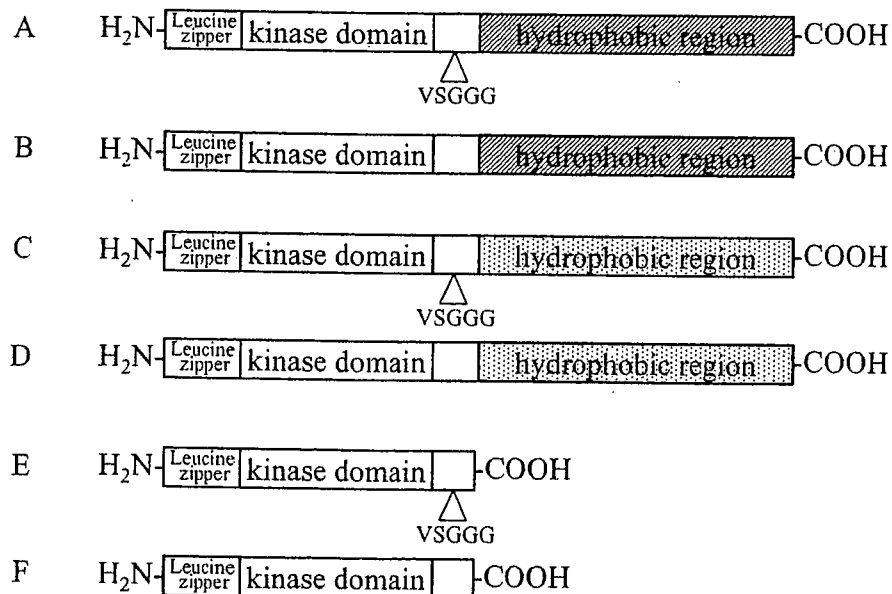 A H₂N- Leucine zipper kinase domain hydrophobic region -COOH
VSGGG
B H₂N- Leucine zipper kinase domain hydrophobic region -COOH
C H₂N- Leucine zipper kinase domain hydrophobic region -COOH
VSGGG
D H₂N- Leucine zipper kinase domain hydrophobic region -COOH
E H₂N- Leucine zipper kinase domain -COOH
VSGGG
F H₂N- Leucine zipper kinase domain -COOH